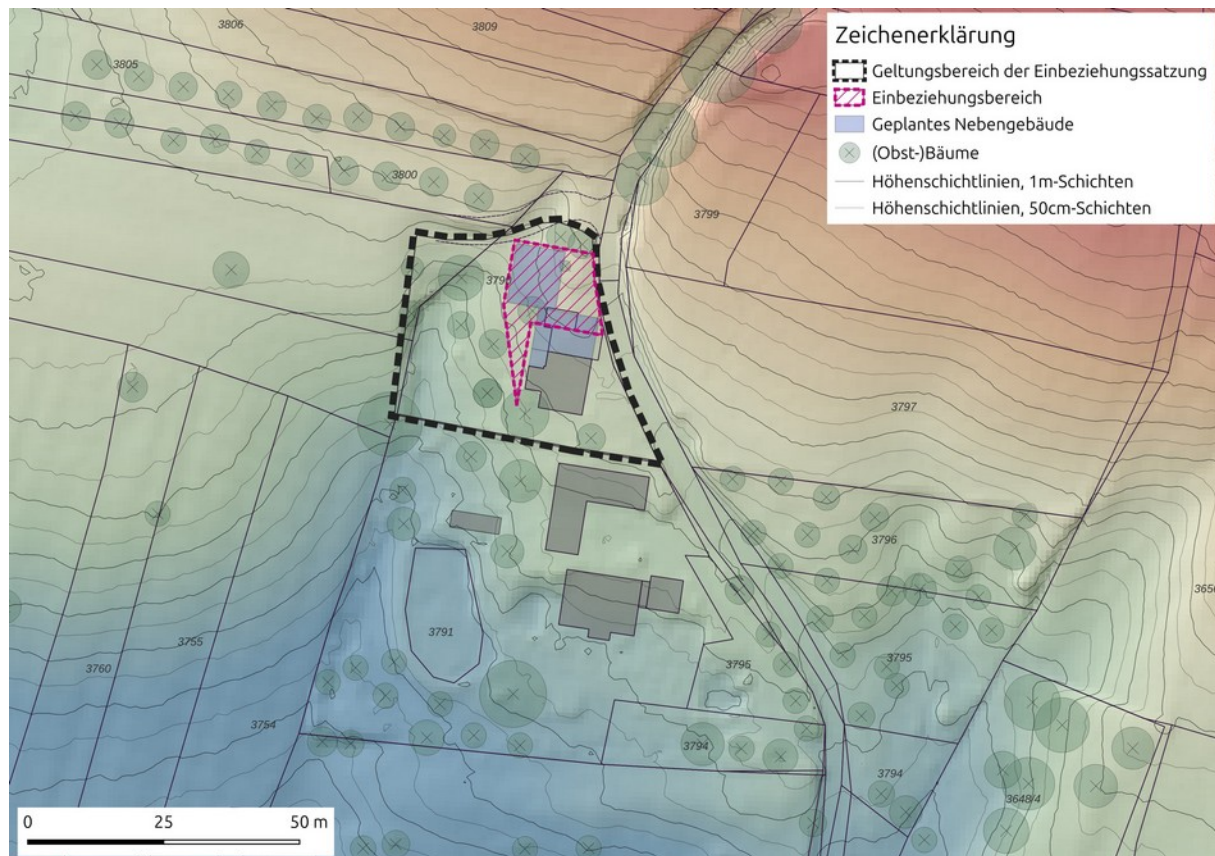 3806
3809
3805
3800
3799
3797
3796
3791
3755
3760
3754
3795
3795
3794
3794
3648/4
Zeichenerklärung
Geltungsbereich der Einbeziehungssatzung
Einbeziehungsbereich
Geplantes Nebengebäude
(Obst-)Bäume
Höhenschichtlinien, 1m-Schichten
Höhenschichtlinien, 50cm-Schichten
0 25 50 m